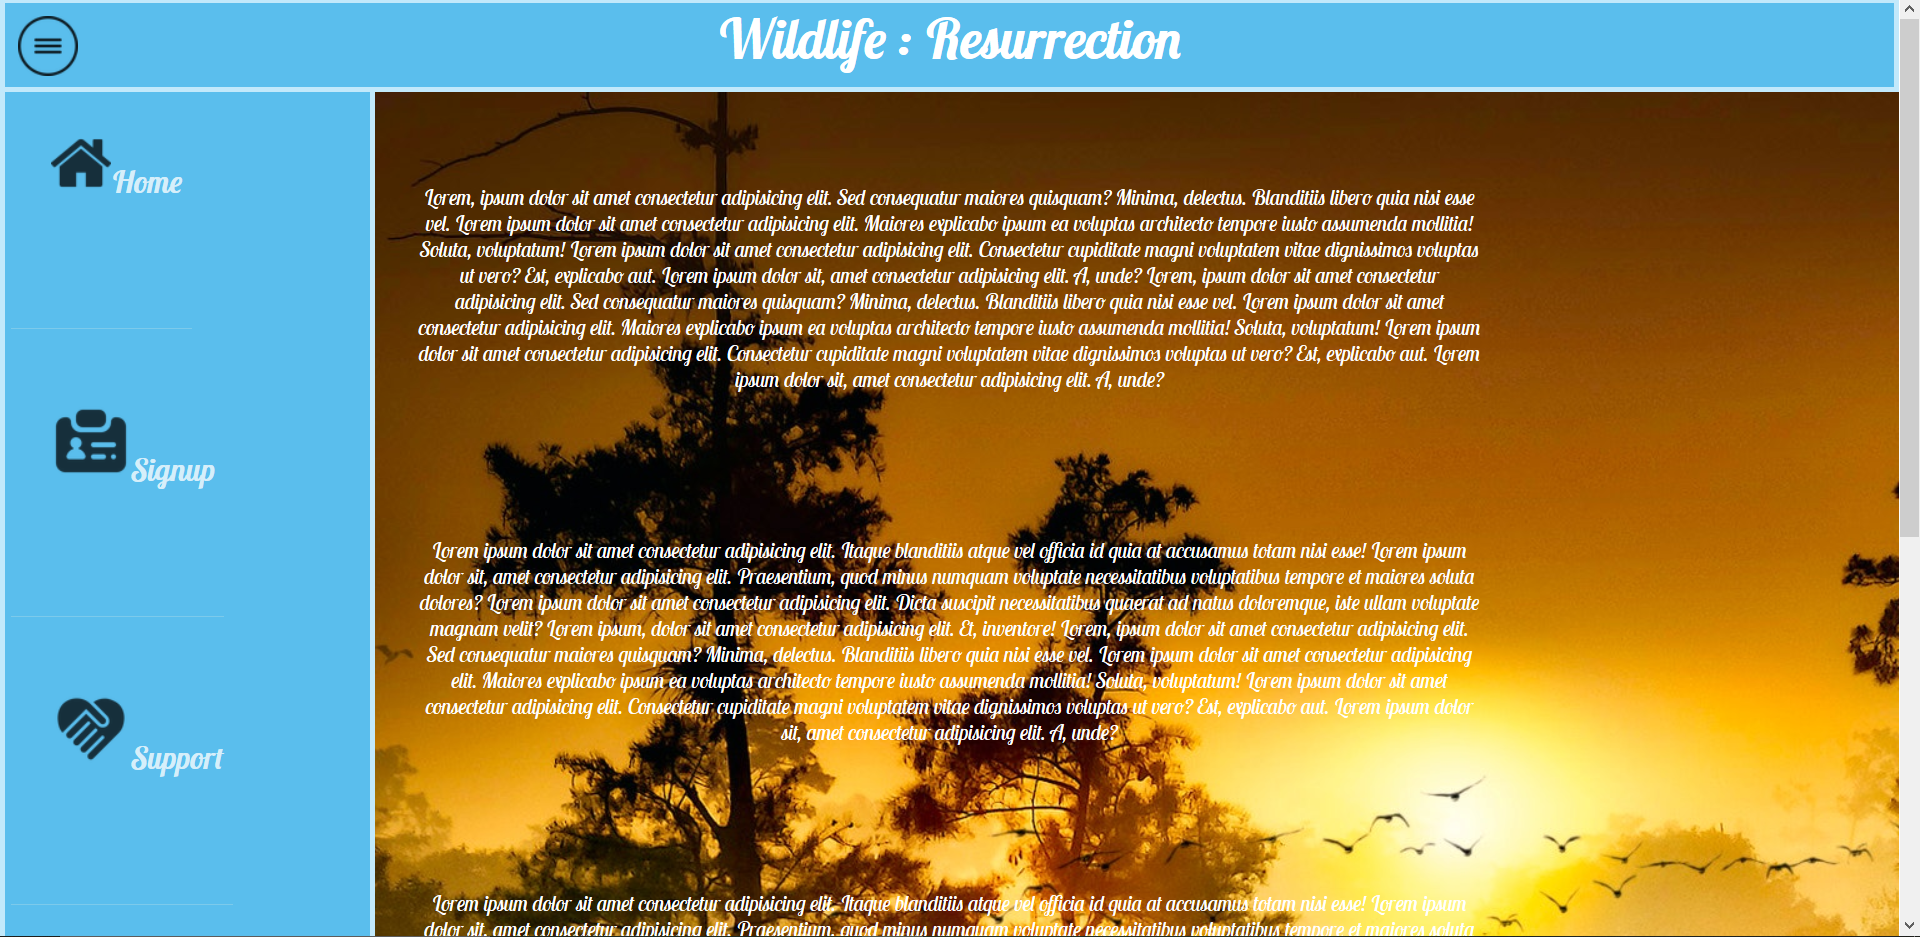 Wildlife : Resurrection
Home
Signup
Support
Lorem, ipsum dolor sit amet consectetur adipisicing elit. Sed consequatur maiores quisquam? Minima, delectus. Blanditiis libero quia nisi esse
vel. Lorem ipsum dolor sit amet consectetur adipisicing elit. Maiores explicabo ipsum ea voluptas architecto tempore iusto assumenda mollitia!
Soluta, voluptatum! Lorem ipsum dolor sit amet consectetur adipisicing elit. Consectetur cupiditate magni voluptatem vitae dignissimos voluptas
ut vero? Est, explicabo aut. Lorem ipsum dolor sit, amet consectetur adipisicing elit. A, unde? Lorem, ipsum dolor sit amet consectetur
adipisicing elit. Sed consequatur maiores quisquam? Minima, delectus. Blanditiis libero quia nisi esse vel. Lorem ipsum dolor sit amet
consectetur adipisicing elit. Maiores explicabo ipsum ea voluptas architecto tempore iusto assumenda mollitia! Soluta, voluptatum! Lorem ipsum
dolor sit amet consectetur adipisicing elit. Consectetur cupiditate magni voluptatem vitae dignissimos voluptas ut vero? Est, explicabo aut. Lorem
ipsum dolor sit, amet consectetur adipisicing elit. A, unde?
Lorem ipsum dolor sit amet consectetur adipisicing elit. Itaque blanditiis atque vel officia id quia at accusamus totam nisi esse! Lorem ipsum
dolor sit, amet consectetur adipisicing elit. Praesentium, quod minus numquam voluptate necessitatibus voluptatibus tempore et maiores soluta
dolores? Lorem ipsum dolor sit amet consectetur adipisicing elit. Dicta suscipit necessitatibus quaerat ad natus doloremque, iste ullam voluptate
magnam velit? Lorem ipsum, dolor sit amet consectetur adipisicing elit. Et, inventore! Lorem, ipsum dolor sit amet consectetur adipisicing elit.
Sed consequatur maiores quisquam? Minima, delectus. Blanditiis libero quia nisi esse vel. Lorem ipsum dolor sit amet consectetur adipisicing
elit. Maiores explicabo ipsum ea voluptas architecto tempore iusto assumenda mollitia! Soluta, voluptatum! Lorem ipsum dolor sit amet
consectetur adipisicing elit. Consectetur cupiditate magni voluptatem vitae dignissimos voluptas ut vero? Est, explicabo aut. Lorem ipsum dolor
sit, amet consectetur adipisicing elit. A, unde?
Lorem ipsum dolor sit amet consectetur adipisicing elit. Itaque blanditiis atque vel officia id quia at accusamus totam nisi esse! Lorem ipsum
dolor sit, amet consectetur adipisicing elit. Praesentium, quod minus numquam voluptate necessitatibus voluptatibus tempore et maiores soluta